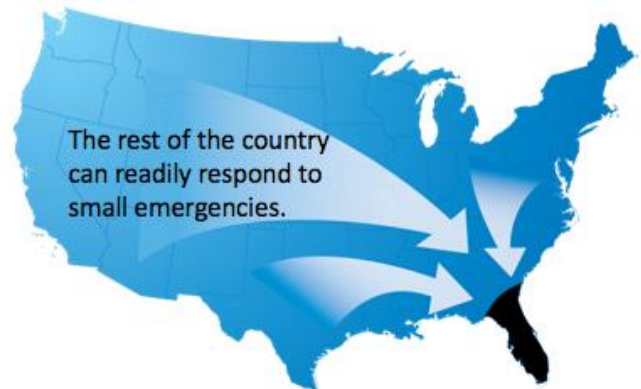 The rest of the country
can readily respond to
small emergencies.